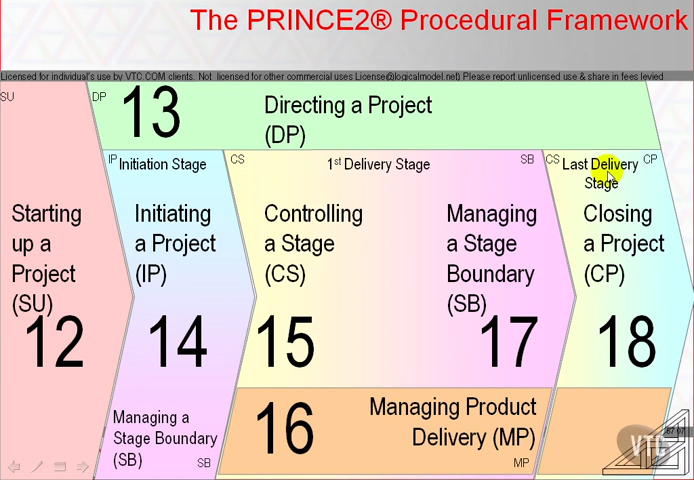 The PRINCE2® Procedural Framework
Licensed for individual's use by VTC.COM clients. Not licensed for other commercial uses License@logicalmodel.net) Please report unlicensed use & share in fees levied
SU
DP
13
Directing a Project
(DP)
IP
Initiation Stage
CS
1st Delivery Stage
SB
CS
Last Delivery
Stage
CP
Starting
up a
Project
(SU)
12
Initiating
a Project
(IP)
14
Controlling
a Stage
(CS)
15
Managing
a Stage
Boundary
(SB)
17
Closing
a Project
(CP)
18
Managing a
Stage Boundary
(SB)
SB
16
Managing Product
Delivery (MP)
MP
VTC